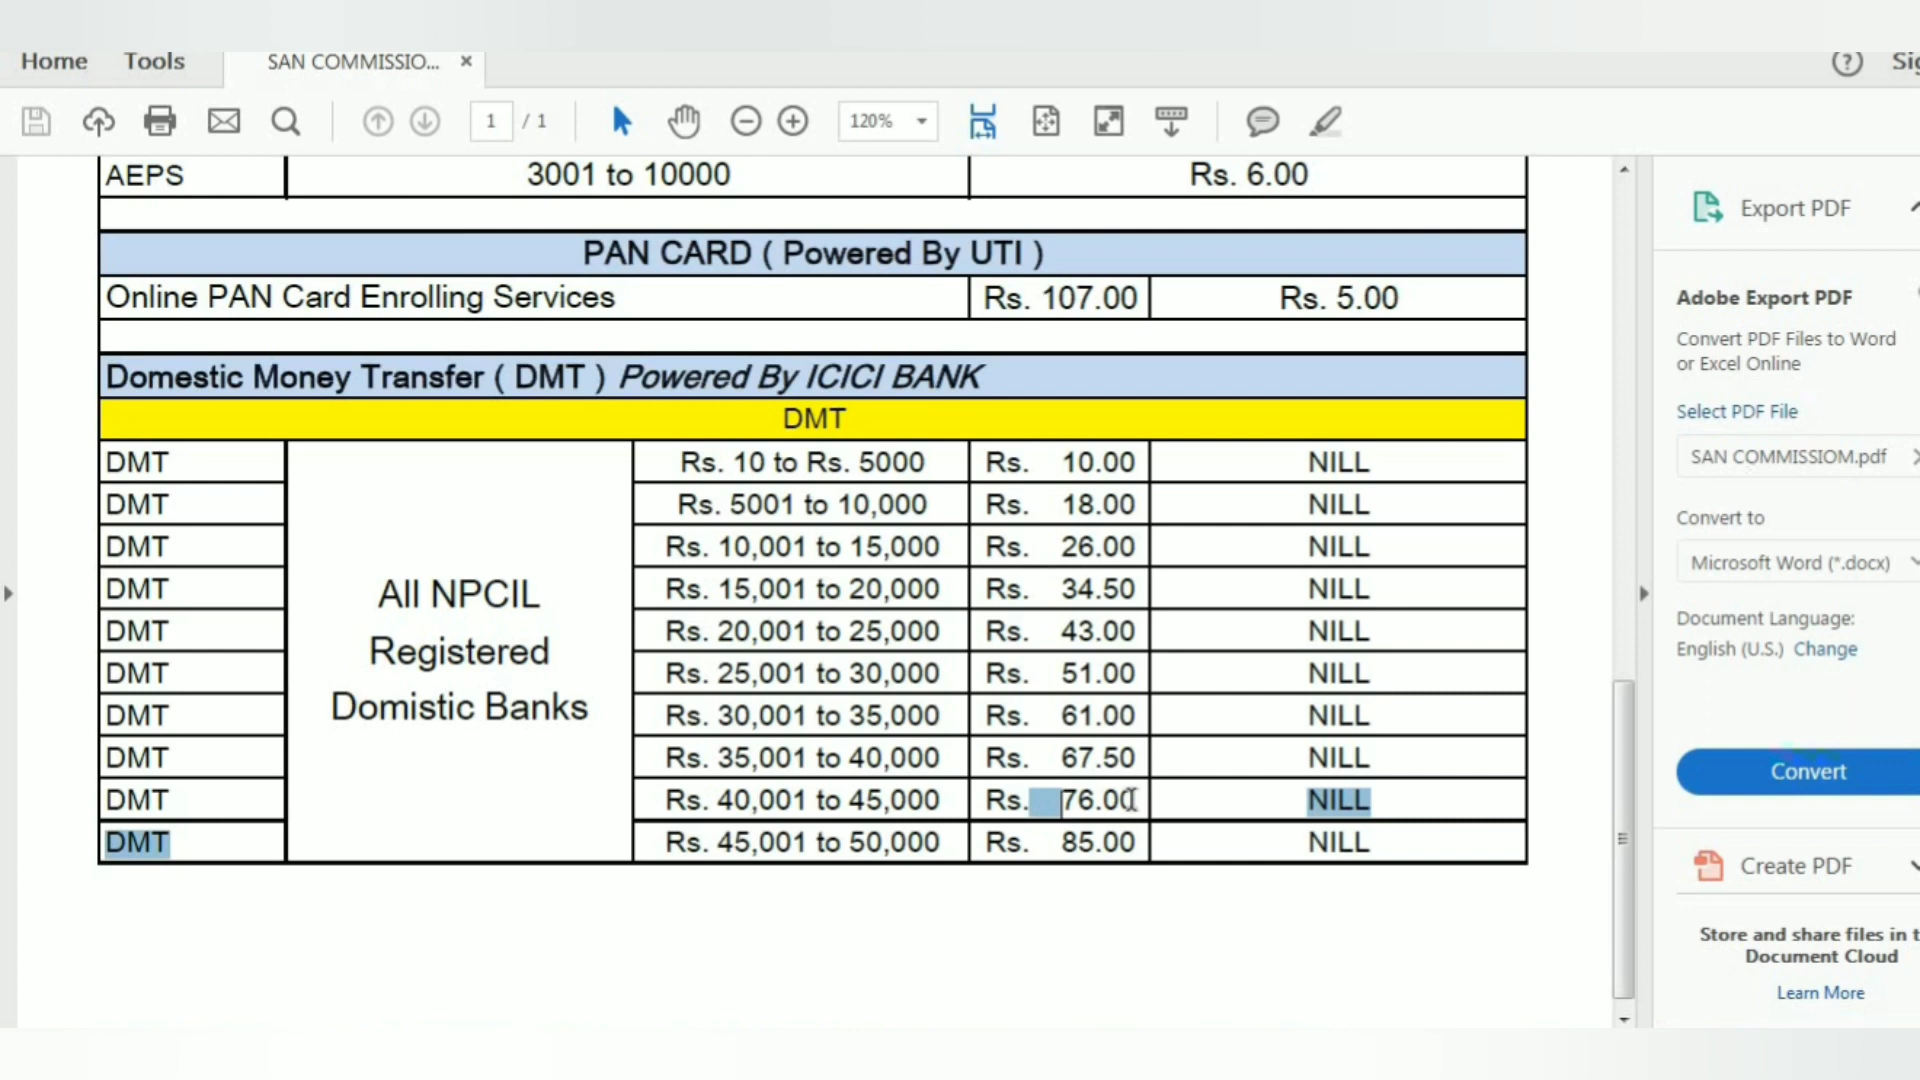 Home Tools SAN COMMISSIO... ×
1 / 1 120%
AEPS 3001 to 10000 Rs. 6.00
PAN CARD ( Powered By UTI )
Online PAN Card Enrolling Services Rs. 107.00 Rs. 5.00
Domestic Money Transfer ( DMT ) Powered By ICICI BANK
DMT
DMT Rs. 10 to Rs. 5000 Rs. 10.00 NILL
DMT Rs. 5001 to 10,000 Rs. 18.00 NILL
DMT Rs. 10,001 to 15,000 Rs. 26.00 NILL
DMT Rs. 15,001 to 20,000 Rs. 34.50 NILL
DMT Rs. 20,001 to 25,000 Rs. 43.00 NILL
DMT Rs. 25,001 to 30,000 Rs. 51.00 NILL
DMT Rs. 30,001 to 35,000 Rs. 61.00 NILL
DMT Rs. 35,001 to 40,000 Rs. 67.50 NILL
DMT Rs. 40,001 to 45,000 Rs. 76.00 NILL
DMT Rs. 45,001 to 50,000 Rs. 85.00 NILL
All NPCIL
Registered
Domistic Banks
Export PDF
Adobe Export PDF
Convert PDF Files to Word
or Excel Online
Select PDF File
SAN COMMISSIOM.pdf
Convert to
Microsoft Word (*.docx)
Document Language:
English (U.S.) Change
Convert
Create PDF
Store and share files in
Document Cloud
Learn More